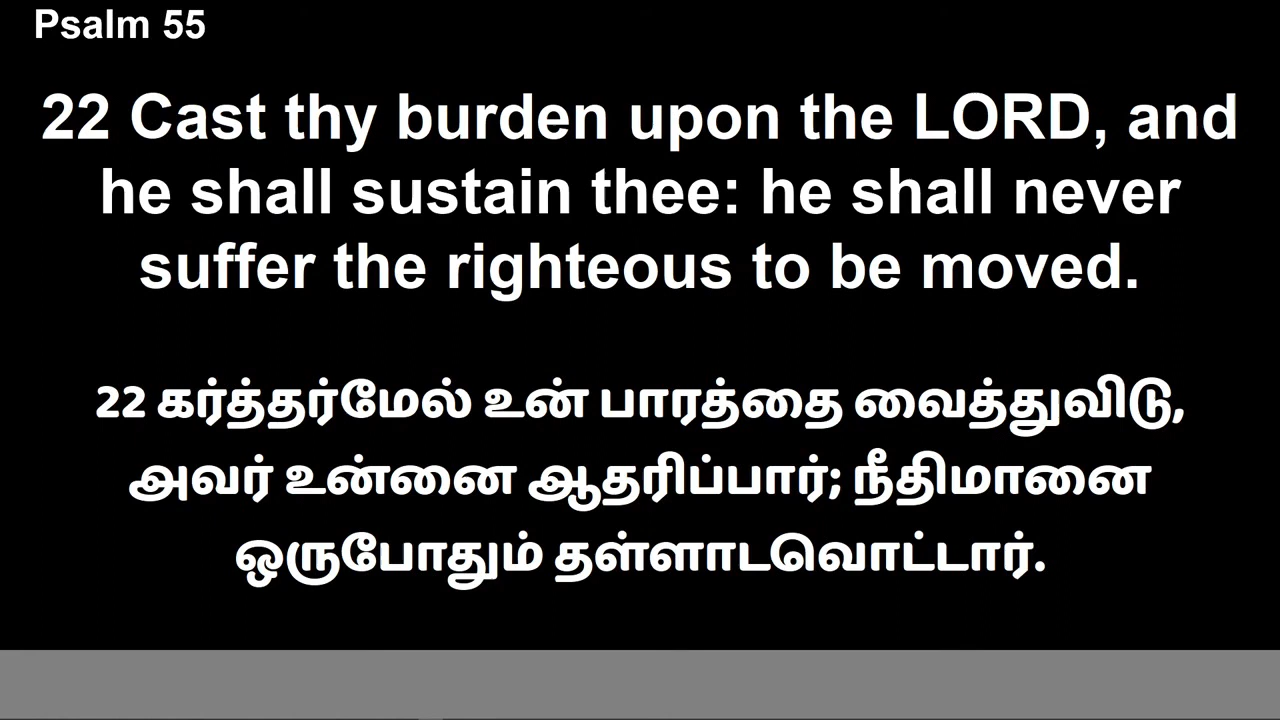 Psalm 55
22 Cast thy burden upon the LORD, and
he shall sustain thee: he shall never
suffer the righteous to be moved.
22 கர்த்தர்மேல் உன் பாரத்தை வைத்துவிடு,
அவர் உன்னை ஆதரிப்பார்; நீதிமானை
ஒருபோதும் தள்ளாடவொட்டார்.